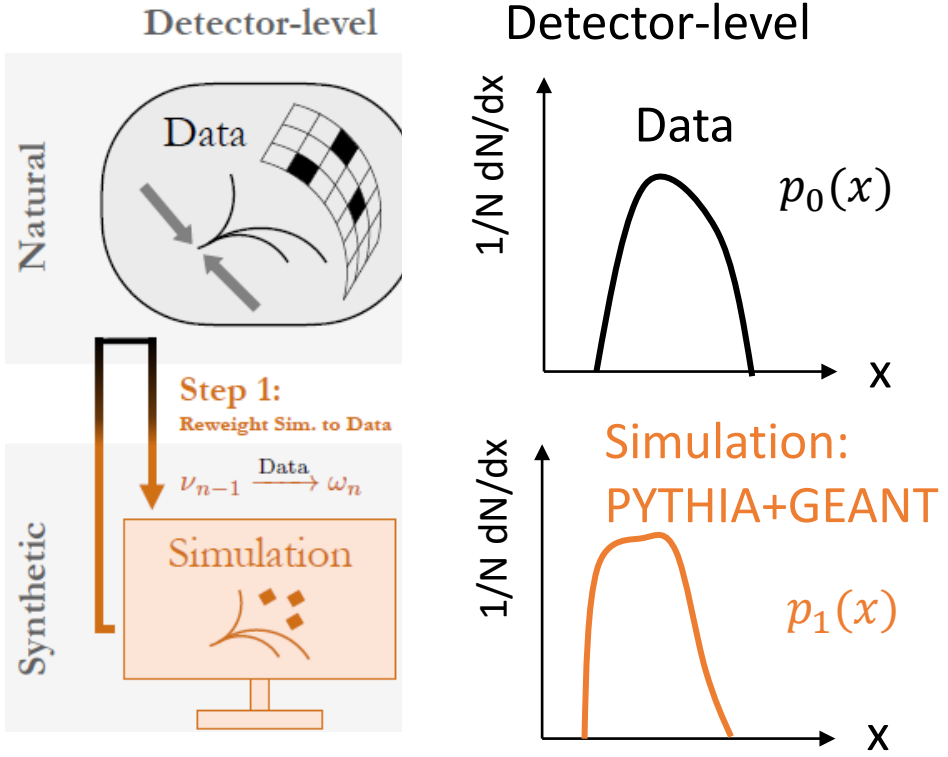 Detector-level
Natural
Data
Step 1:
Reweight Sim. to Data
Synthetic
νn−1 Data⟶ ωn
Simulation
Detector-level
1/N dN/dx
Data
p₀(x)
x
1/N dN/dx
Simulation:
PYTHIA+GEANT
p₁(x)
x